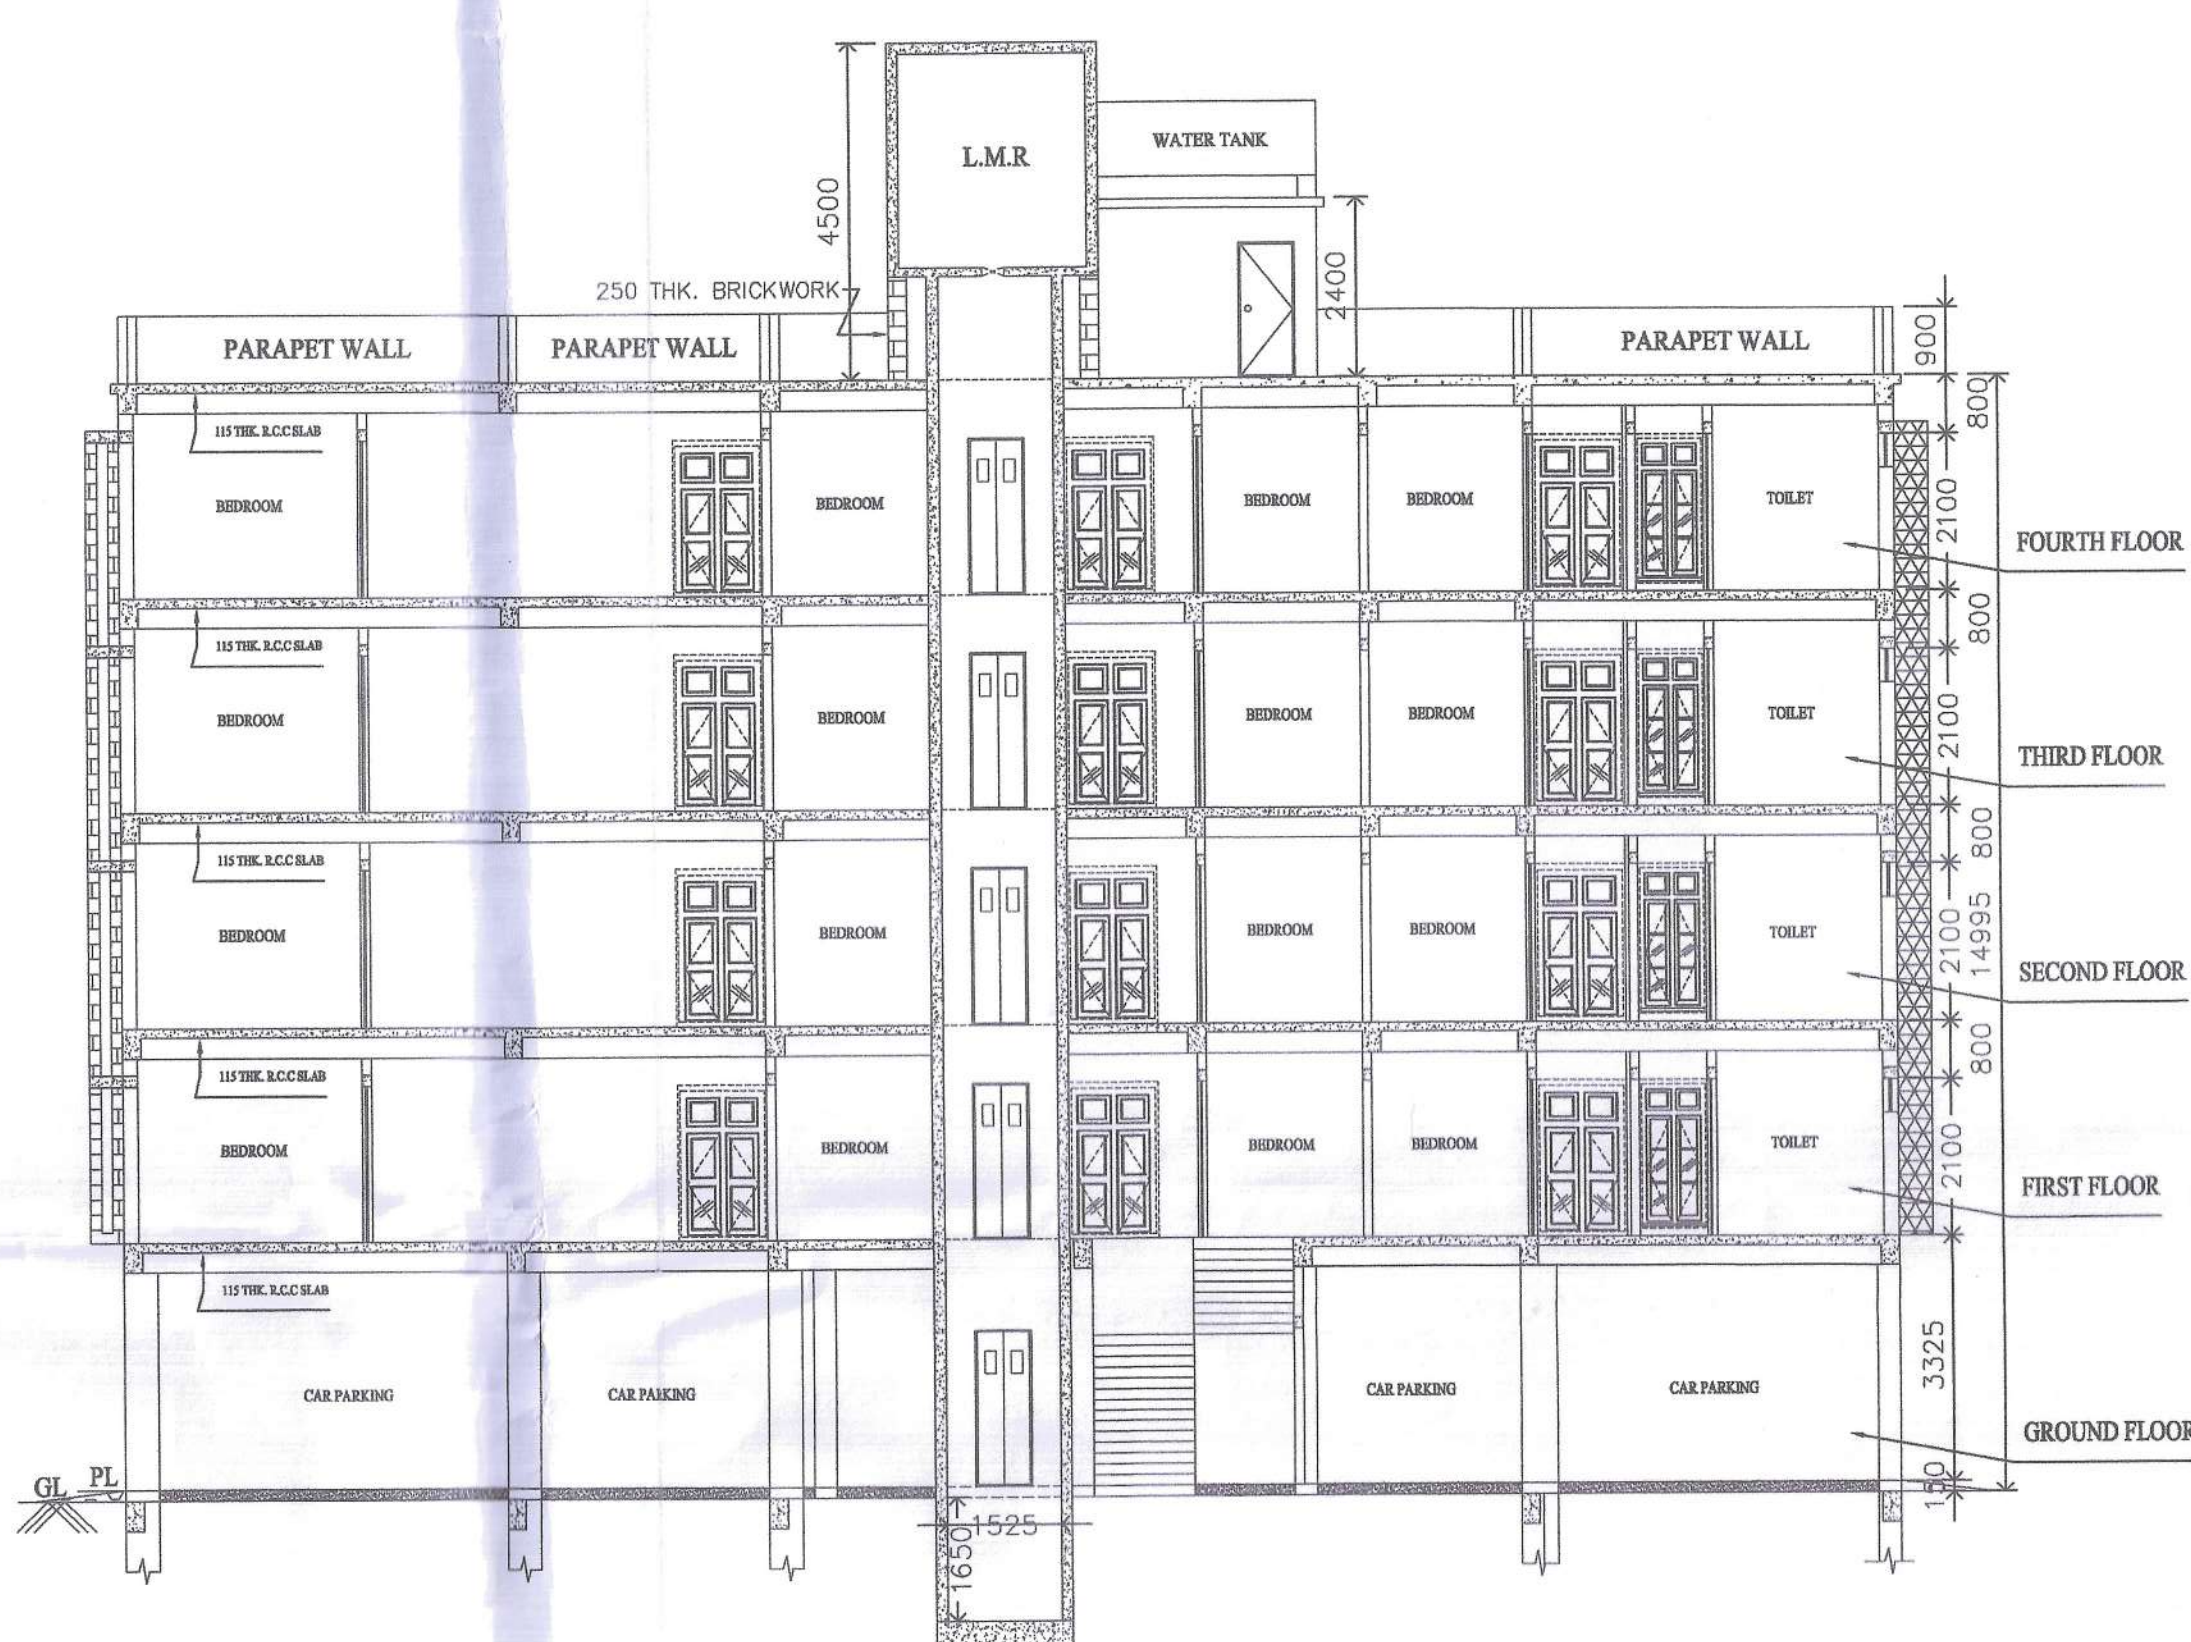 L.M.R
WATER TANK
4500
2400
250 THK. BRICKWORK
PARAPET WALL
PARAPET WALL
PARAPET WALL
900
800
115 THK. R.C.C SLAB
BEDROOM
BEDROOM
BEDROOM
BEDROOM
TOILET
2100
FOURTH FLOOR
800
115 THK. R.C.C SLAB
BEDROOM
BEDROOM
BEDROOM
BEDROOM
TOILET
2100
THIRD FLOOR
800
115 THK. R.C.C SLAB
BEDROOM
BEDROOM
BEDROOM
BEDROOM
TOILET
2100
14995
SECOND FLOOR
800
115 THK. R.C.C SLAB
BEDROOM
BEDROOM
BEDROOM
BEDROOM
TOILET
2100
FIRST FLOOR
115 THK. R.C.C SLAB
CAR PARKING
CAR PARKING
CAR PARKING
CAR PARKING
3325
GROUND FLOOR
GL
PL
150
1525
1650